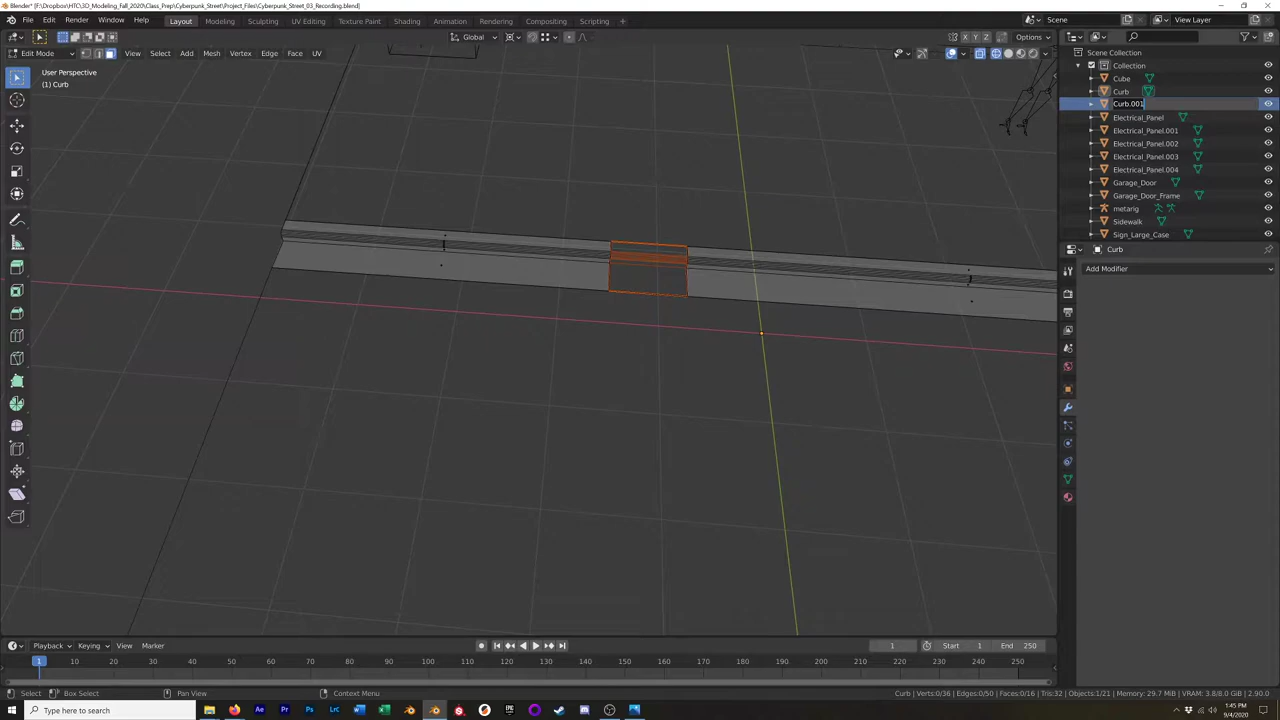 Blender* [F:\Dropbox\HTC\3D_Modeling_Fall_2020\Class_Prep\Cyberpunk_Street\Project_Files\Cyberpunk_Street_03_Recording.blend]
File Edit Render Window Help Layout Modeling Sculpting UV Editing Texture Paint Shading Animation Rendering Compositing Scripting + Scene View Layer
Global Options
Edit Mode View Select Add Mesh Vertex Edge Face UV X Y Z
User Perspective
(1) Curb
Scene Collection
Collection
Cube
Curb
Curb.001
Electrical_Panel
Electrical_Panel.001
Electrical_Panel.002
Electrical_Panel.003
Electrical_Panel.004
Garage_Door
Garage_Door_Frame
metarig
Sidewalk
Sign_Large_Case
Curb
Add Modifier
Playback Keying View Marker 1 Start 1 End 250
1 10 20 30 40 50 60 70 80 90 100 110 120 130 140 150 160 170 180 190 200 210 220 230 240 250
Select Box Select Pan View Context Menu Curb | Verts:0/36 | Edges:0/50 | Faces:0/16 | Tris:32 | Objects:1/21 | Memory: 29.7 MiB | VRAM: 3.8/8.0 GiB | 2.90.0
Type here to search 1:45 PM
9/4/2020